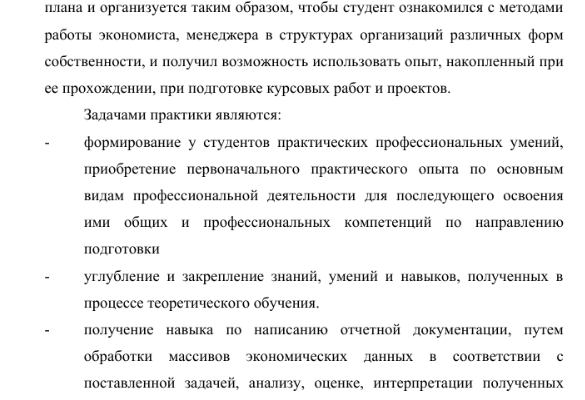 плана и организуется таким образом, чтобы студент ознакомился с методами
работы экономиста, менеджера в структурах организаций различных форм
собственности, и получил возможность использовать опыт, накопленный при
ее прохождении, при подготовке курсовых работ и проектов.
Задачами практики являются:
- формирование у студентов практических профессиональных умений,
приобретение первоначального практического опыта по основным
видам профессиональной деятельности для последующего освоения
ими общих и профессиональных компетенций по направлению
подготовки
- углубление и закрепление знаний, умений и навыков, полученных в
процессе теоретического обучения.
- получение навыка по написанию отчетной документации, путем
обработки массивов экономических данных в соответствии с
поставленной задачей, анализу, оценке, интерпретации полученных